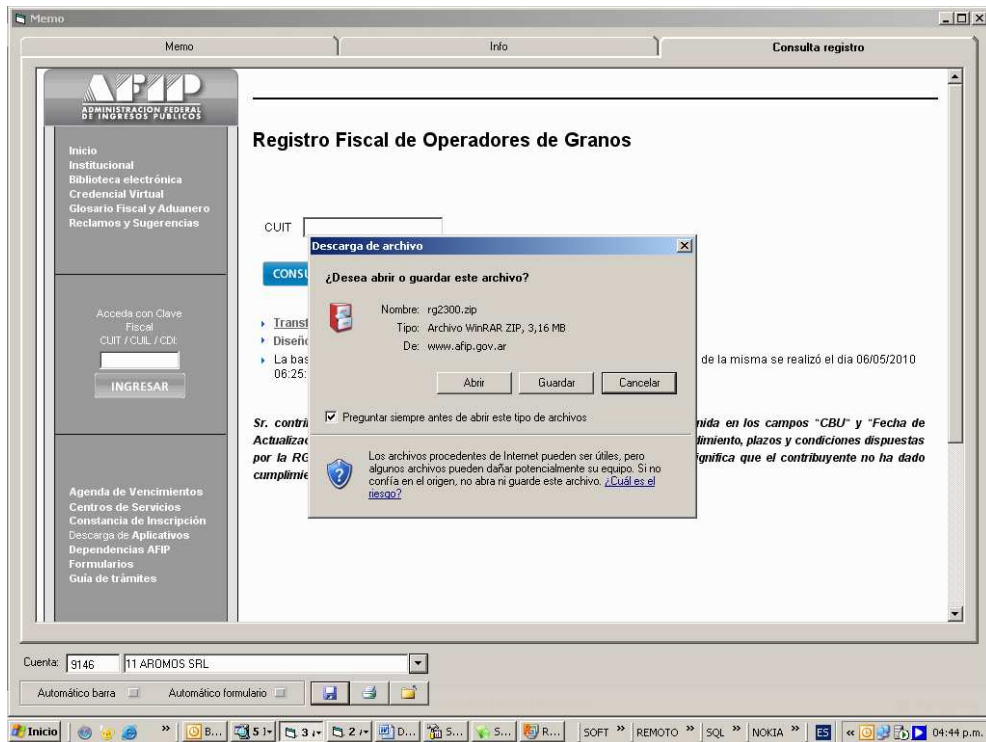 Memo
Memo
Info
Consulta registro
AFIP
ADMINISTRACION FEDERAL
DE INGRESOS PUBLICOS
Inicio
Institucional
Biblioteca electrónica
Credencial Virtual
Glosario Fiscal y Aduanero
Reclamos y Sugerencias
Acceda con Clave
Fiscal
CUIT / CUIL / CDI:
INGRESAR
Agenda de Vencimientos
Centros de Servicios
Constancia de Inscripción
Descarga de Aplicativos
Dependencias AFIP
Formularios
Guía de trámites
Registro Fiscal de Operadores de Granos
CUIT
CONSU
Transf
Diseño
La bas de la misma se realizó el dia 06/05/2010
06:25:
Sr. contri nida en los campos "CBU" y "Fecha de
Actualizac dimiento, plazos y condiciones dispuestas
por la RG ignifica que el contribuyente no ha dado
cumplimie
Descarga de archivo
¿Desea abrir o guardar este archivo?
Nombre: rg2300.zip
Tipo: Archivo WinRAR ZIP, 3,16 MB
De: www.afip.gov.ar
Abrir
Guardar
Cancelar
Preguntar siempre antes de abrir este tipo de archivos
Los archivos procedentes de Internet pueden ser útiles, pero
algunos archivos pueden dañar potencialmente su equipo. Si no
confía en el origen, no abra ni guarde este archivo. ¿Cuál es el
riesgo?
Cuenta: 9146 11 AROMOS SRL
Automático barra
Automático formulario
Inicio » B... 5 3 2 D... S... S... R... SOFT » REMOTO » SQL » NOKIA » ES « 04:44 p.m.